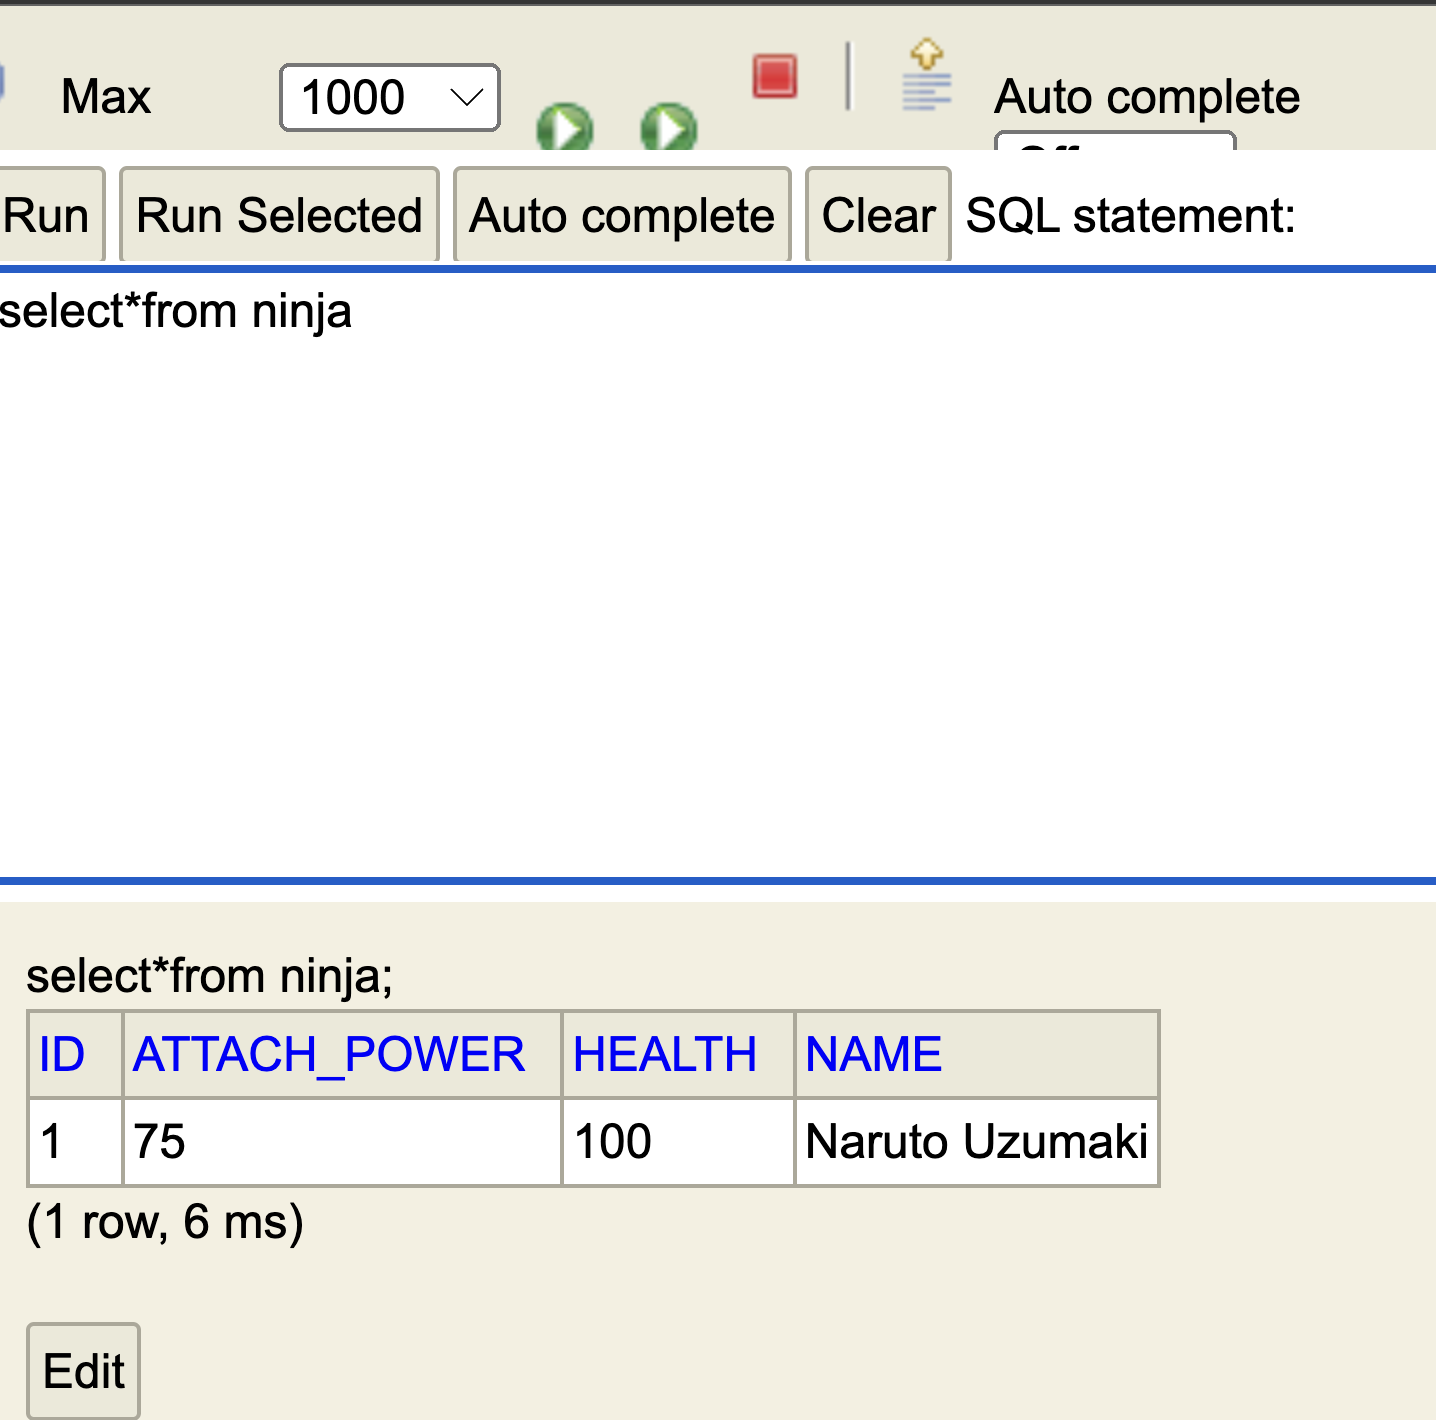 Max 1000 Auto complete
Run Run Selected Auto complete Clear SQL statement:
select*from ninja
select*from ninja;
ID ATTACH_POWER HEALTH NAME
1 75 100 Naruto Uzumaki
(1 row, 6 ms)
Edit